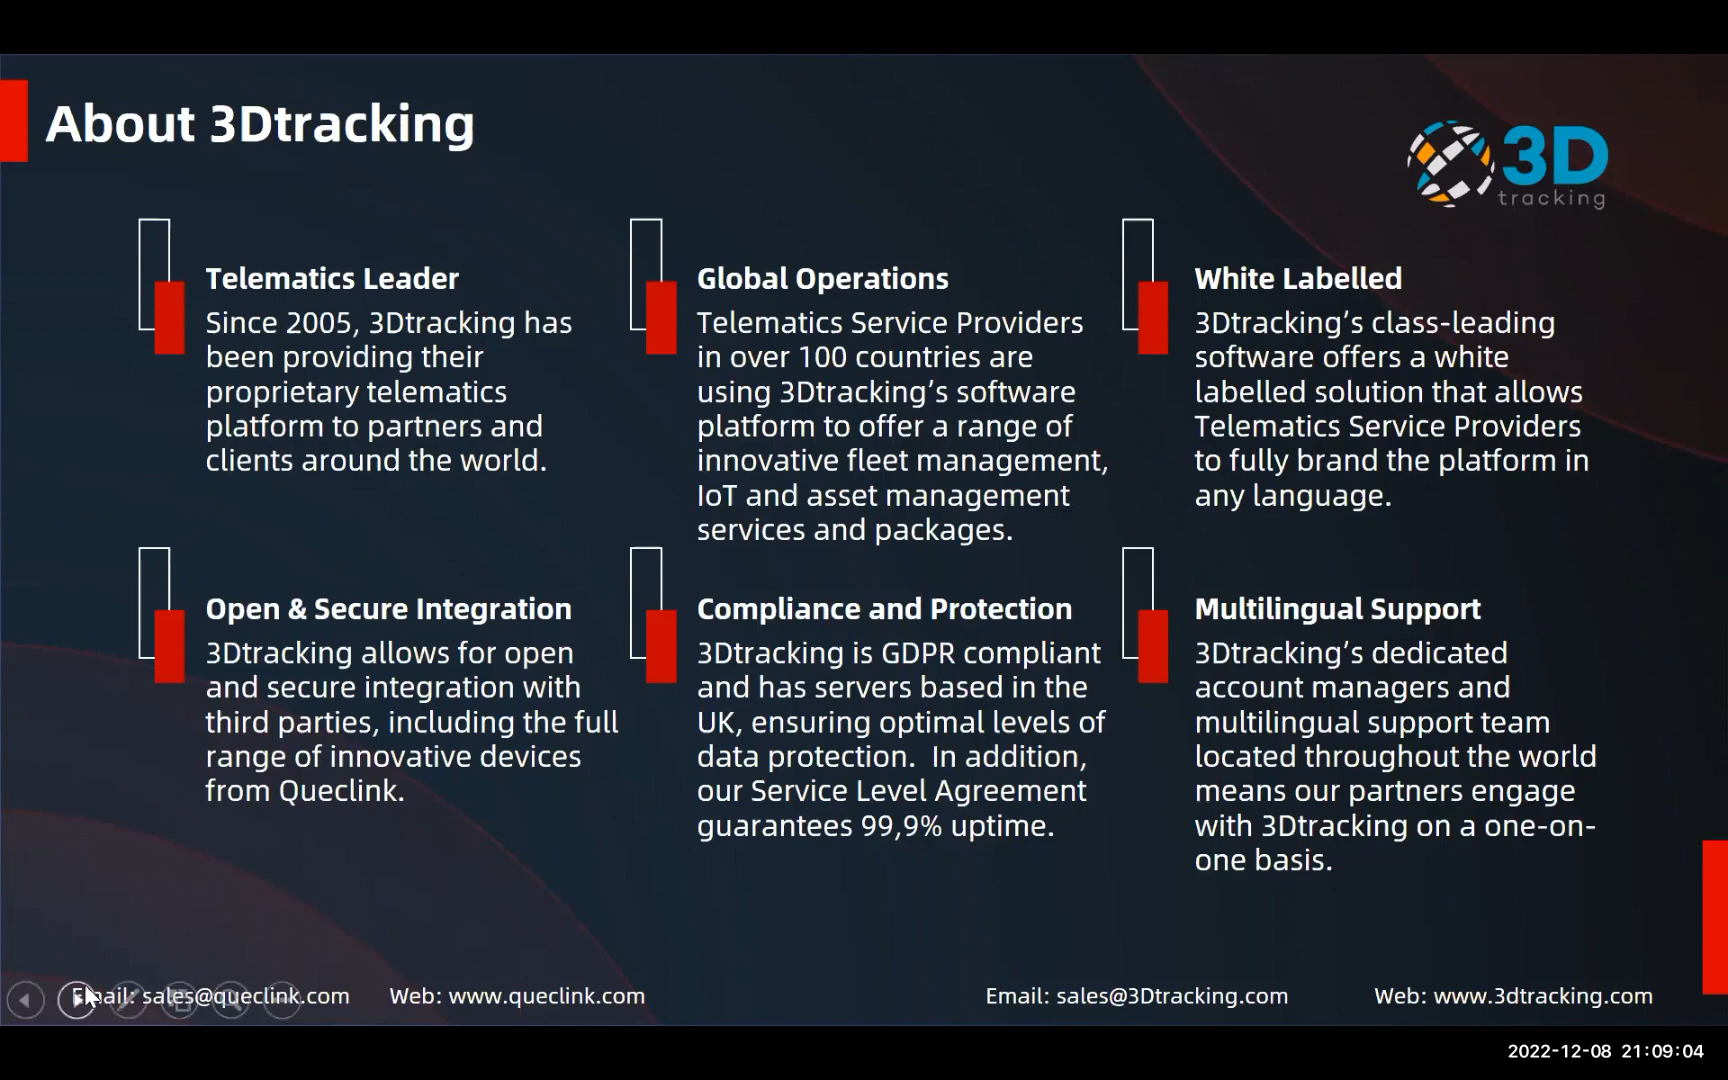 About 3Dtracking
3D
tracking
Telematics Leader
Since 2005, 3Dtracking has
been providing their
proprietary telematics
platform to partners and
clients around the world.
Global Operations
Telematics Service Providers
in over 100 countries are
using 3Dtracking’s software
platform to offer a range of
innovative fleet management,
IoT and asset management
services and packages.
White Labelled
3Dtracking’s class-leading
software offers a white
labelled solution that allows
Telematics Service Providers
to fully brand the platform in
any language.
Open & Secure Integration
3Dtracking allows for open
and secure integration with
third parties, including the full
range of innovative devices
from Queclink.
Compliance and Protection
3Dtracking is GDPR compliant
and has servers based in the
UK, ensuring optimal levels of
data protection.  In addition,
our Service Level Agreement
guarantees 99,9% uptime.
Multilingual Support
3Dtracking’s dedicated
account managers and
multilingual support team
located throughout the world
means our partners engage
with 3Dtracking on a one-on-
one basis.
Email: sales@queclink.com
Web: www.queclink.com
Email: sales@3Dtracking.com
Web: www.3dtracking.com
2022-12-08 21:09:04